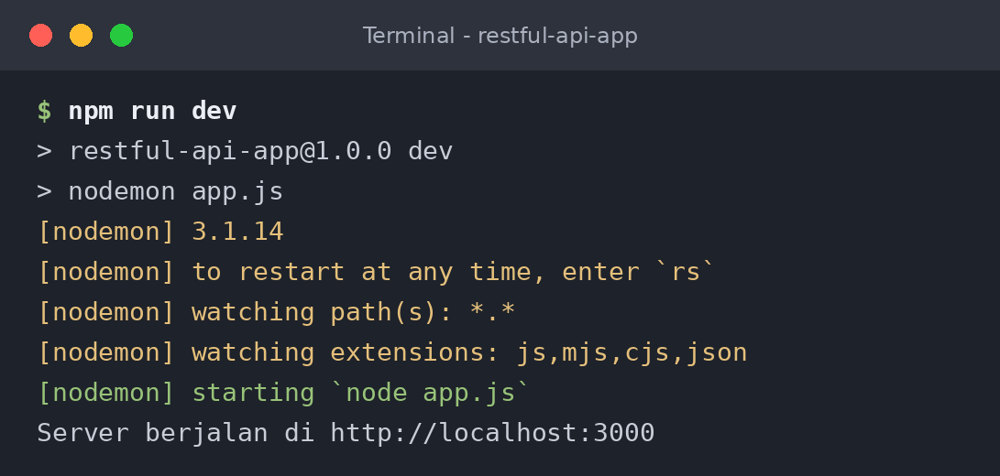 Terminal - restful-api-app
$ npm run dev
> restful-api-app@1.0.0 dev
> nodemon app.js
[nodemon] 3.1.14
[nodemon] to restart at any time, enter `rs`
[nodemon] watching path(s): *.*
[nodemon] watching extensions: js,mjs,cjs,json
[nodemon] starting `node app.js`
Server berjalan di http://localhost:3000